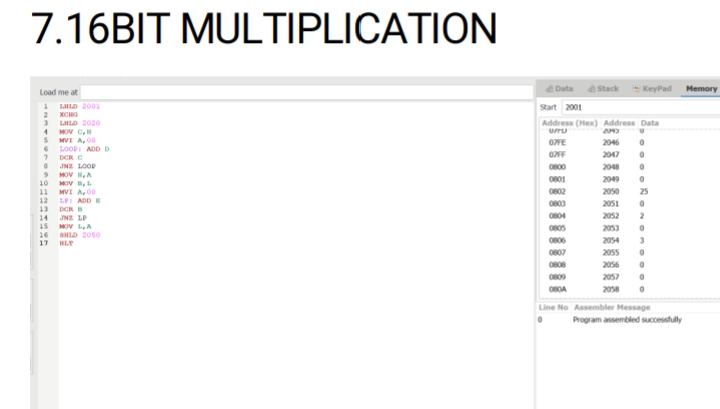 7.16BIT MULTIPLICATION
Load me at
Data Stack KeyPad Memory
Start 2001
1 LHLD 2001
2 XCHG
3 LHLD 2020
4 MOV C,H
5 MVI A,00
6 LOOP: ADD D
7 DCR C
8 JNZ LOOP
9 MOV H,A
10 MOV B,L
11 MVI A,00
12 LP: ADD E
13 DCR B
14 JNZ LP
15 MOV L,A
16 SHLD 2050
17 HLT
Address (Hex) Address Data
07FD 2045 0
07FE 2046 0
07FF 2047 0
0800 2048 0
0801 2049 0
0802 2050 25
0803 2051 0
0804 2052 2
0805 2053 0
0806 2054 3
0807 2055 0
0808 2056 0
0809 2057 0
080A 2058 0
Line No Assembler Message
0 Program assembled successfully